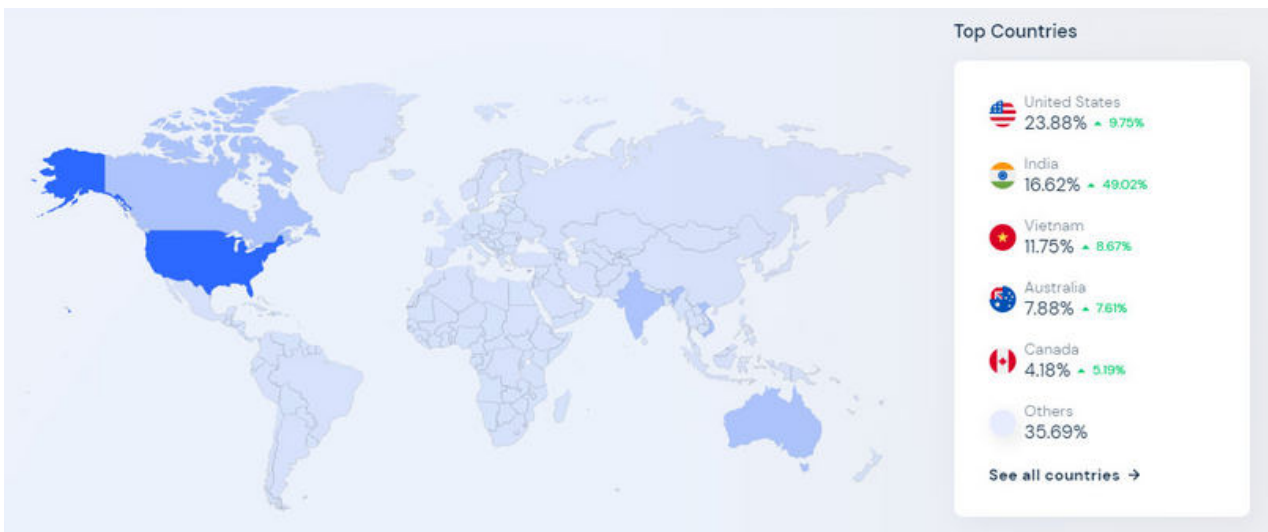 Top Countries
United States
23.88% ▲ 9.75%
India
16.62% ▲ 49.02%
Vietnam
11.75% ▲ 8.67%
Australia
7.88% ▲ 7.61%
Canada
4.18% ▲ 5.19%
Others
35.69%
See all countries →